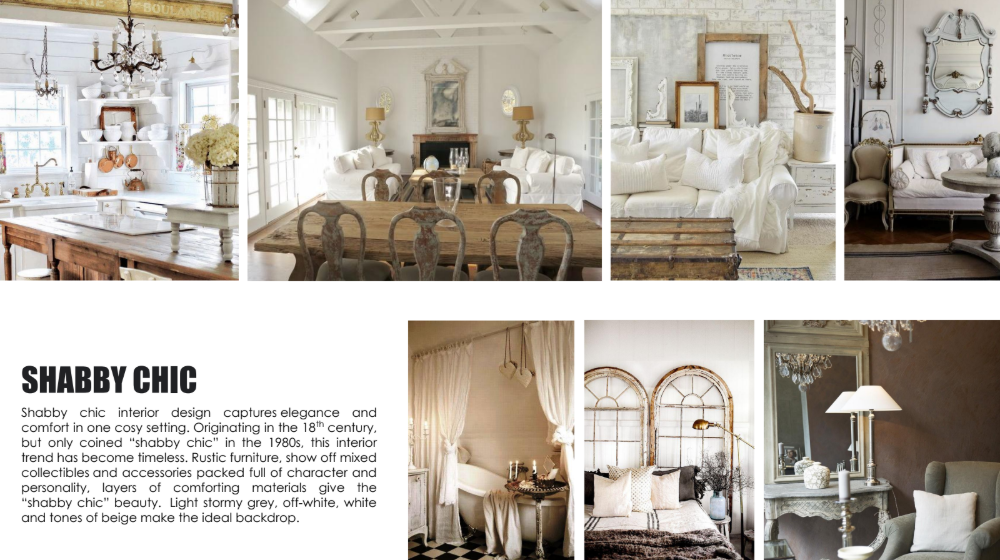 BOULAN
SHABBY CHIC
Shabby chic interior design captures elegance and
comfort in one cosy setting. Originating in the 18th century,
but only coined “shabby chic” in the 1980s, this interior
trend has become timeless. Rustic furniture, show off mixed
collectibles and accessories packed full of character and
personality, layers of comforting materials give the
“shabby chic” beauty. Light stormy grey, off-white, white
and tones of beige make the ideal backdrop.